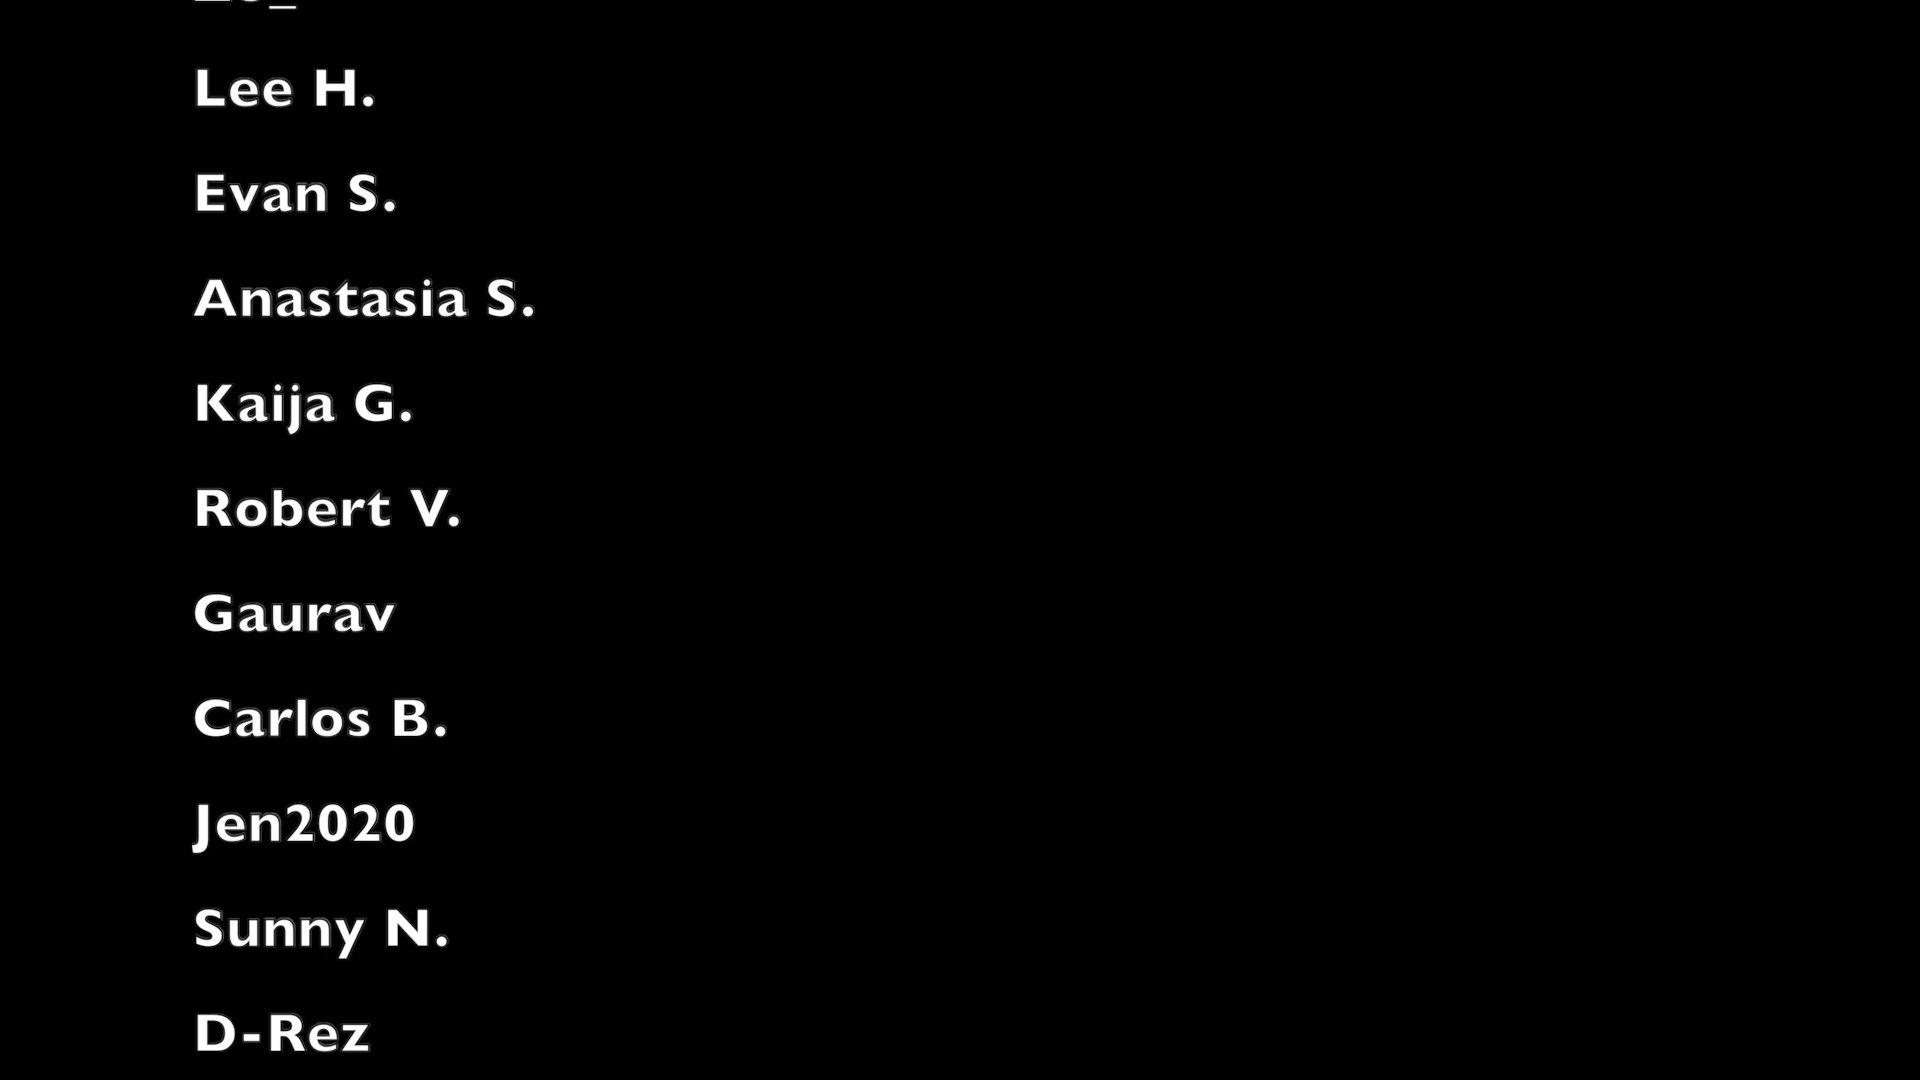 Lee H.
Evan S.
Anastasia S.
Kaija G.
Robert V.
Gaurav
Carlos B.
Jen2020
Sunny N.
D-Rez